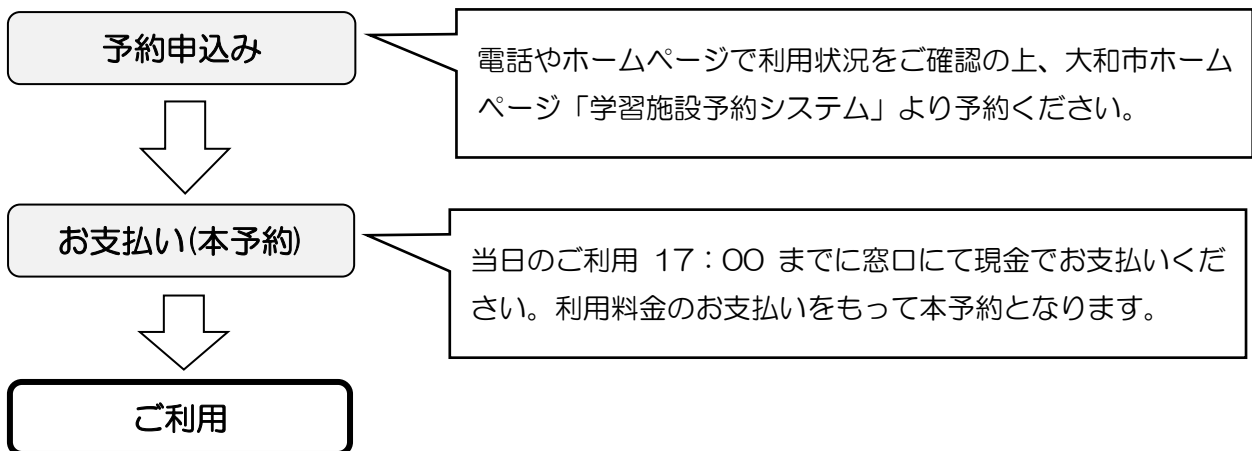 予約申込み
電話やホームページで利用状況をご確認の上、大和市ホーム
ページ「学習施設予約システム」より予約ください。
お支払い(本予約)
当日のご利用 17：00 までに窓口にて現金でお支払いくだ
さい。利用料金のお支払いをもって本予約となります。
ご利用